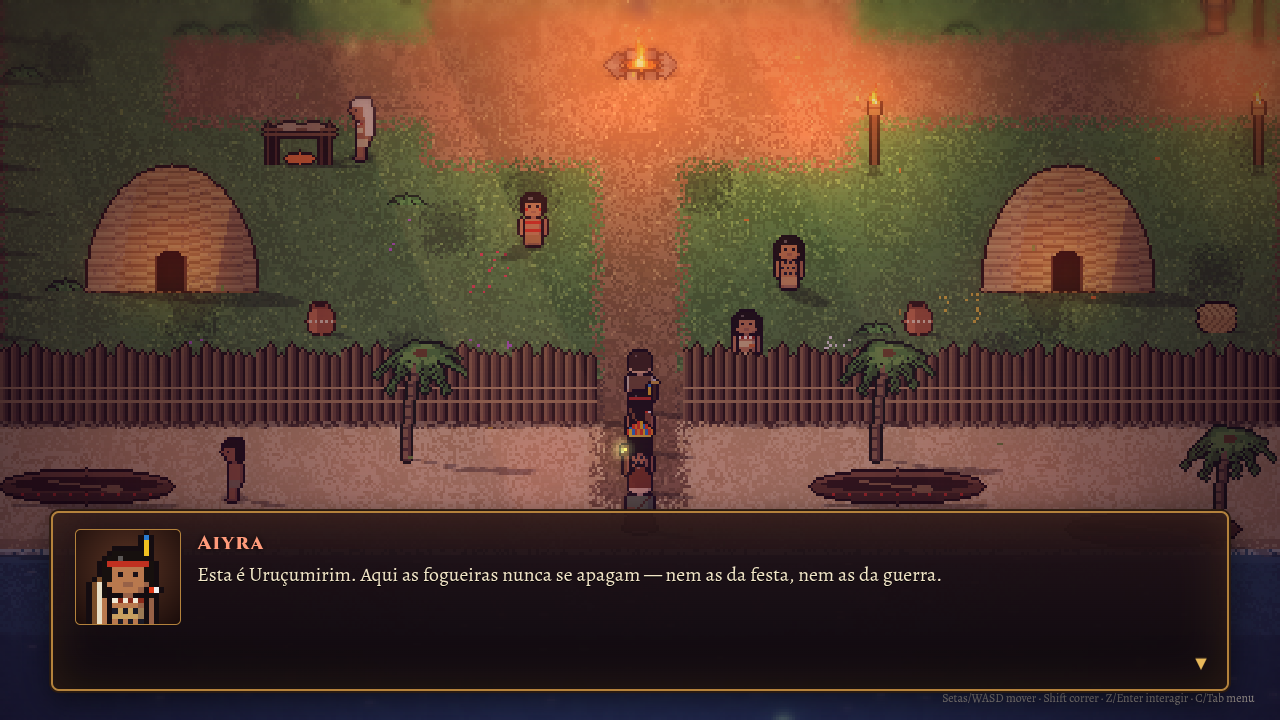 Aiyra
Esta é Uruçumirim. Aqui as fogueiras nunca se apagam — nem as da festa, nem as da guerra.
Setas/WASD mover · Shift correr · Z/Enter interagir · C/Tab menu